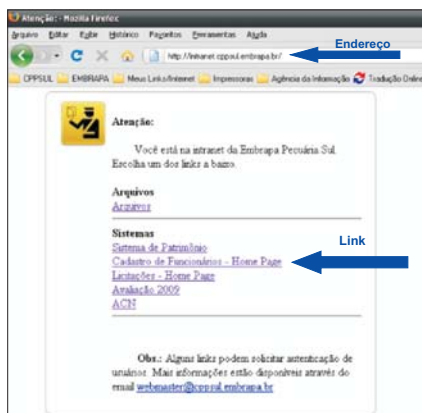 Atenção: - Mozilla Firefox
Arquivo Editar Exibir Histórico Favoritos Ferramentas Ajuda
http://intranet.cppsul.embrapa.br/
Endereço
CPPSUL EMBRAPA Meus Links/Internet Impressoras Agência da Informação Tradução Online
Atenção:
Você está na intranet da Embrapa Pecuária Sul.
Escolha um dos links a baixo.
Arquivos
Arquivos
Sistemas
Sistema de Patrimônio
Link
Cadastro de Funcionários - Home Page
Licitações - Home Page
Avaliação 2009
ACN
Obs.: Alguns links podem solicitar autenticação de
usuários. Mais informações estão disponíveis através do
email webmaster@cppsul.embrapa.br